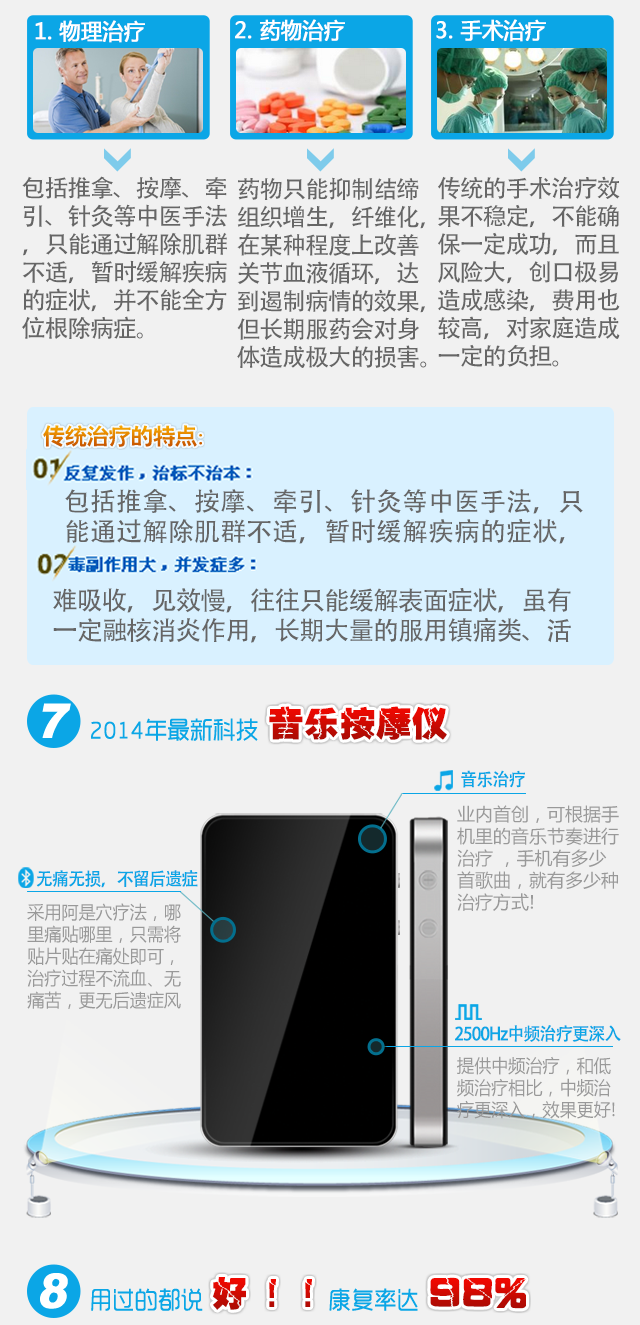 1. 物理治疗
2. 药物治疗
3. 手术治疗
包括推拿、按摩、牵
引、针灸等中医手法
，只能通过解除肌群
不适，暂时缓解疾病
的症状，并不能全方
位根除病症。
药物只能抑制结缔
组织增生，纤维化，
在某种程度上改善
关节血液循环，达
到遏制病情的效果，
但长期服药会对身
体造成极大的损害。
传统的手术治疗效
果不稳定，不能确
保一定成功，而且
风险大，创口极易
造成感染，费用也
较高，对家庭造成
一定的负担。
传统治疗的特点:
01 反复发作，治标不治本：
包括推拿、按摩、牵引、针灸等中医手法，只
能通过解除肌群不适，暂时缓解疾病的症状，
02 毒副作用大，并发症多：
难吸收，见效慢，往往只能缓解表面症状，虽有
一定融核消炎作用，长期大量的服用镇痛类、活
7 2014年最新科技 音乐按摩仪
音乐治疗
业内首创，可根据手
机里的音乐节奏进行
治疗 ，手机有多少
首歌曲，就有多少种
治疗方式!
无痛无损，不留后遗症
采用阿是穴疗法，哪
里痛贴哪里，只需将
贴片贴在痛处即可，
治疗过程不流血、无
痛苦，更无后遗症风
2500Hz中频治疗更深入
提供中频治疗，和低
频治疗相比，中频治
疗更深入，效果更好!
8 用过的都说 好！！ 康复率达 98%